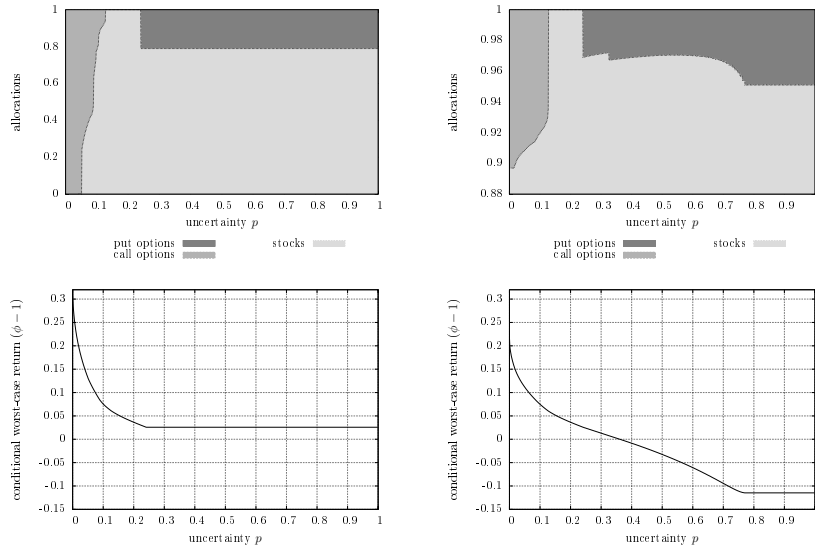 1
0.8
0.6
0.4
0.2
0
allocations
0 0.1 0.2 0.3 0.4 0.5 0.6 0.7 0.8 0.9 1
uncertainty p
put options
call options
stocks
1
0.98
0.96
0.94
0.92
0.9
0.88
allocations
0 0.1 0.2 0.3 0.4 0.5 0.6 0.7 0.8 0.9
uncertainty p
put options
call options
stocks
0.3
0.25
0.2
0.15
0.1
0.05
0
-0.05
-0.1
-0.15
conditional worst-case return (ϕ − 1)
0 0.1 0.2 0.3 0.4 0.5 0.6 0.7 0.8 0.9 1
uncertainty p
0.3
0.25
0.2
0.15
0.1
0.05
0
-0.05
-0.1
-0.15
conditional worst-case return (ϕ − 1)
0 0.1 0.2 0.3 0.4 0.5 0.6 0.7 0.8 0.9
uncertainty p